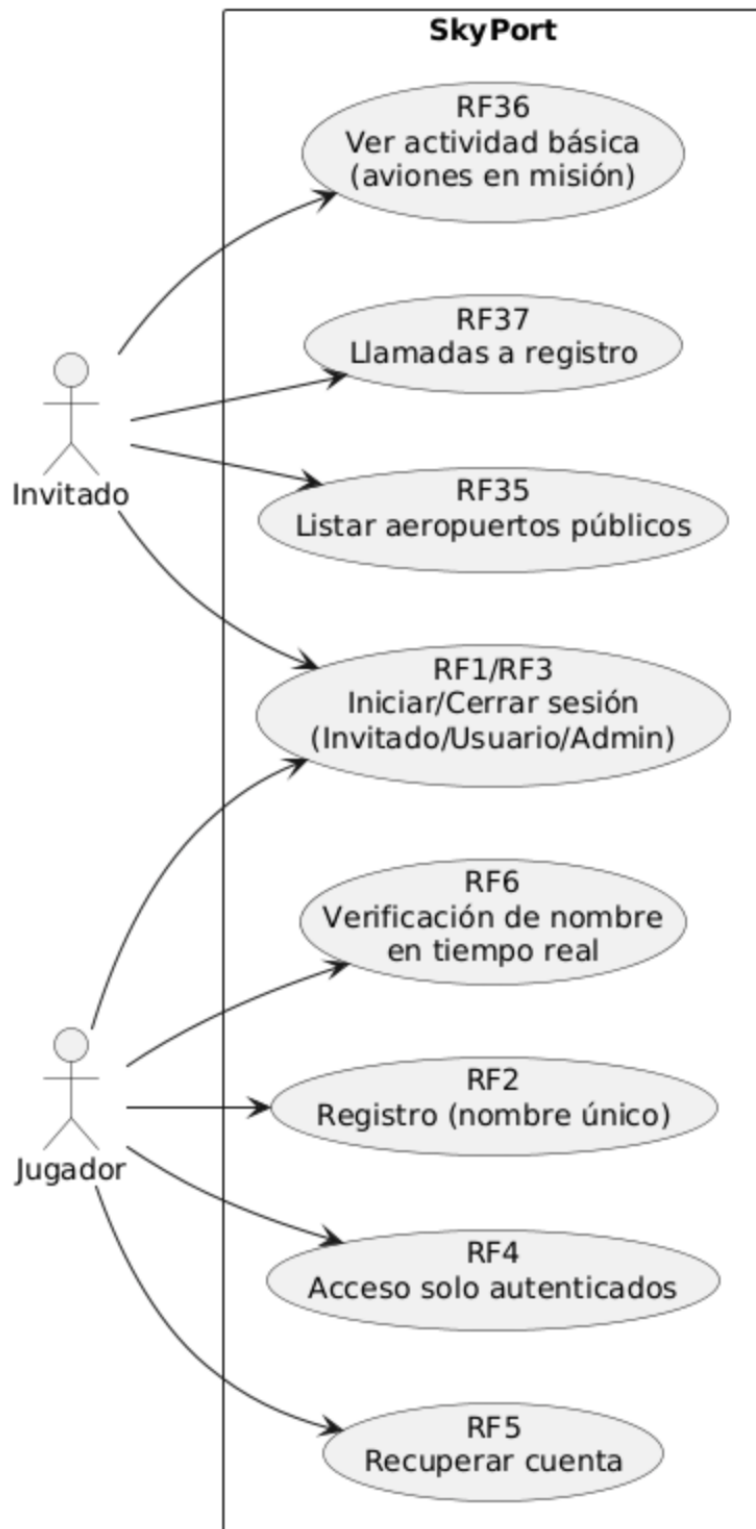 SkyPort
RF36
Ver actividad básica
(aviones en misión)
RF37
Llamadas a registro
Invitado
RF35
Listar aeropuertos públicos
RF1/RF3
Iniciar/Cerrar sesión
(Invitado/Usuario/Admin)
RF6
Verificación de nombre
en tiempo real
RF2
Registro (nombre único)
Jugador
RF4
Acceso solo autenticados
RF5
Recuperar cuenta